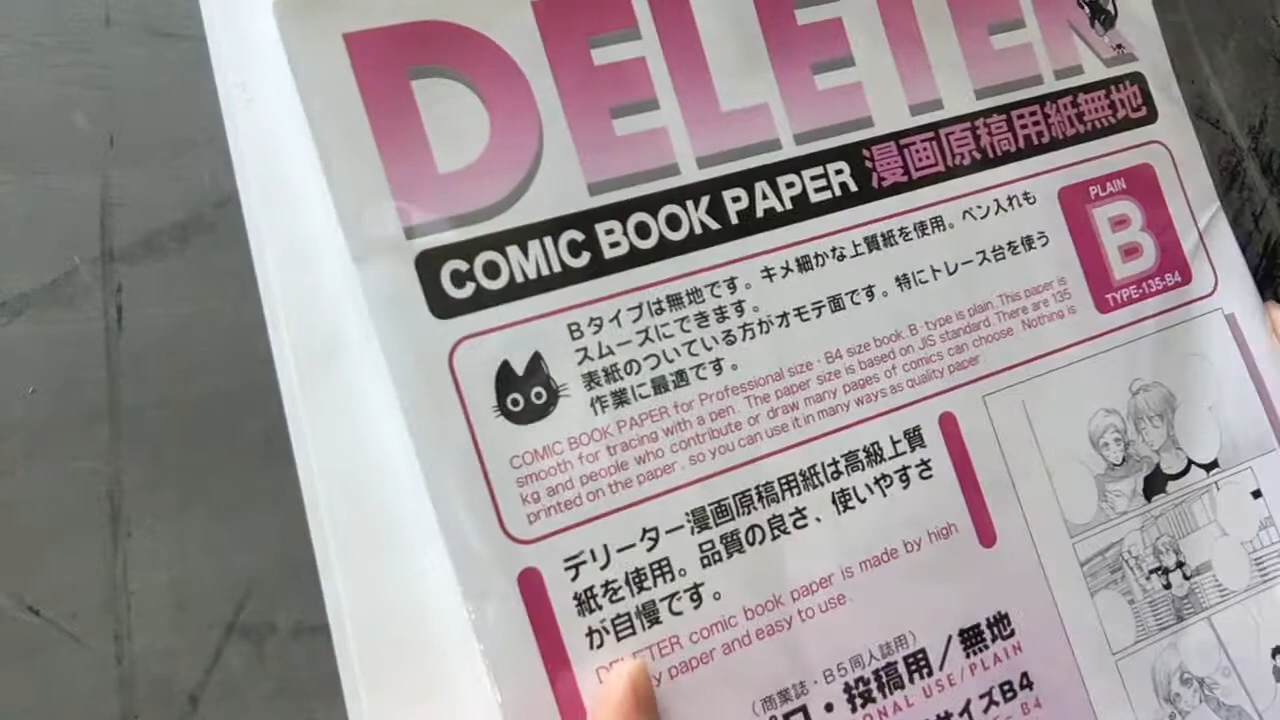 DELETER
COMIC BOOK PAPER 漫画原稿用紙無地
PLAIN
B
TYPE-135-B4
Bタイプは無地です。キメ細かな上質紙を使用。ペン入れも
スムーズにできます。
表紙のついている方がオモテ面です。特にトレース台を使う
作業に最適です。
COMIC BOOK PAPER for Professional size・B4 size book. B-type is plain. This paper is
smooth for tracing with a pen. The paper size is based on JIS standard. There are 135
kg and people who contribute or draw many pages of comics can choose. Nothing is
printed on the paper, so you can use it in many ways as quality paper.
デリーター漫画原稿用紙は高級上質
紙を使用。品質の良さ、使いやすさ
が自慢です。
DELETER comic book paper is made by high
paper and easy to use.
（商業誌・B5同人誌用）
プロ・投稿用／無地
USE/PLAIN
サイズB4
B4